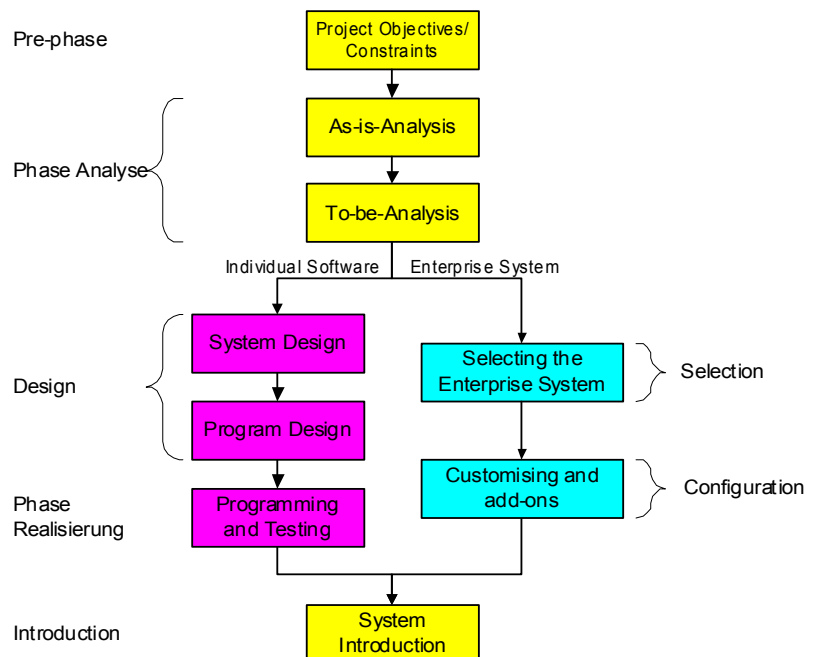 Pre-phase
Project Objectives/
Constraints
Phase Analyse
As-is-Analysis
To-be-Analysis
Individual Software
Enterprise System
Design
System Design
Program Design
Selecting the
Enterprise System
Selection
Phase
Realisierung
Programming
and Testing
Customising and
add-ons
Configuration
Introduction
System
Introduction